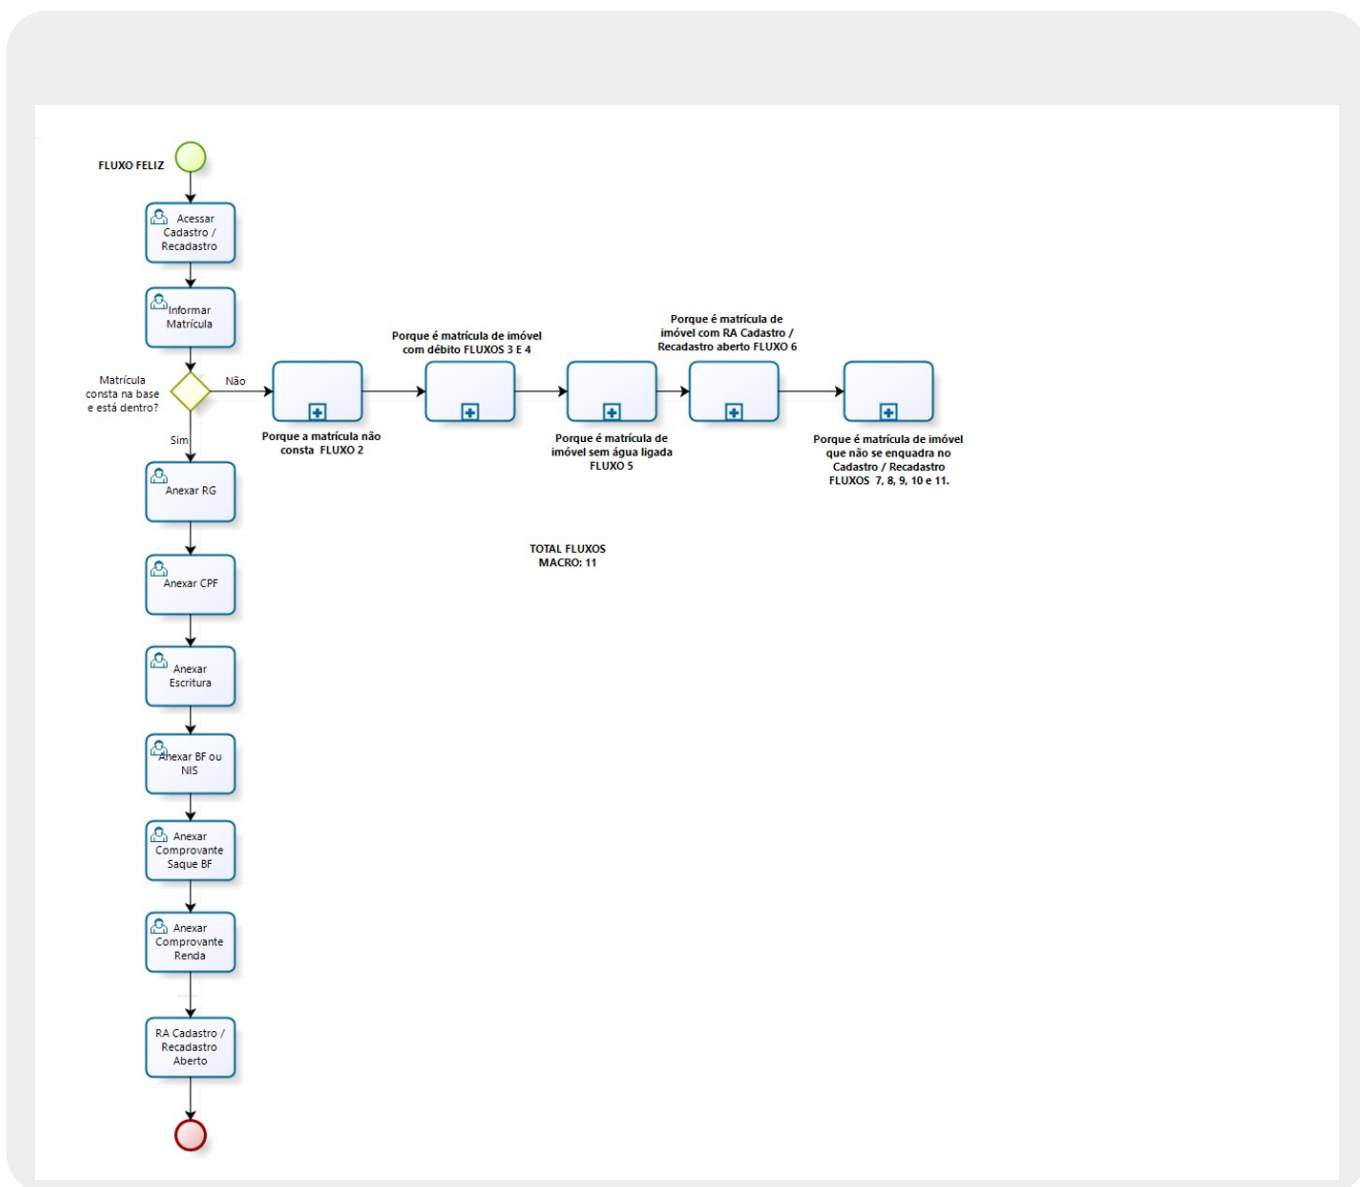 FLUXO FELIZ
Acessar
Cadastro /
Recadastro
Informar
Matrícula
Matrícula
consta na base
e está dentro?
Não
Sim
Porque a matrícula não
consta  FLUXO 2
Porque é matrícula de imóvel
com débito FLUXOS 3 E 4
Porque é matrícula de
imóvel sem água ligada
FLUXO 5
Porque é matrícula de
imóvel com RA Cadastro /
Recadastro aberto FLUXO 6
Porque é matrícula de imóvel
que não se enquadra no
Cadastro / Recadastro
FLUXOS  7, 8, 9, 10 e 11.
TOTAL FLUXOS
MACRO: 11
Anexar RG
Anexar CPF
Anexar
Escritura
Anexar BF ou
NIS
Anexar
Comprovante
Saque BF
Anexar
Comprovante
Renda
RA Cadastro /
Recadastro
Aberto